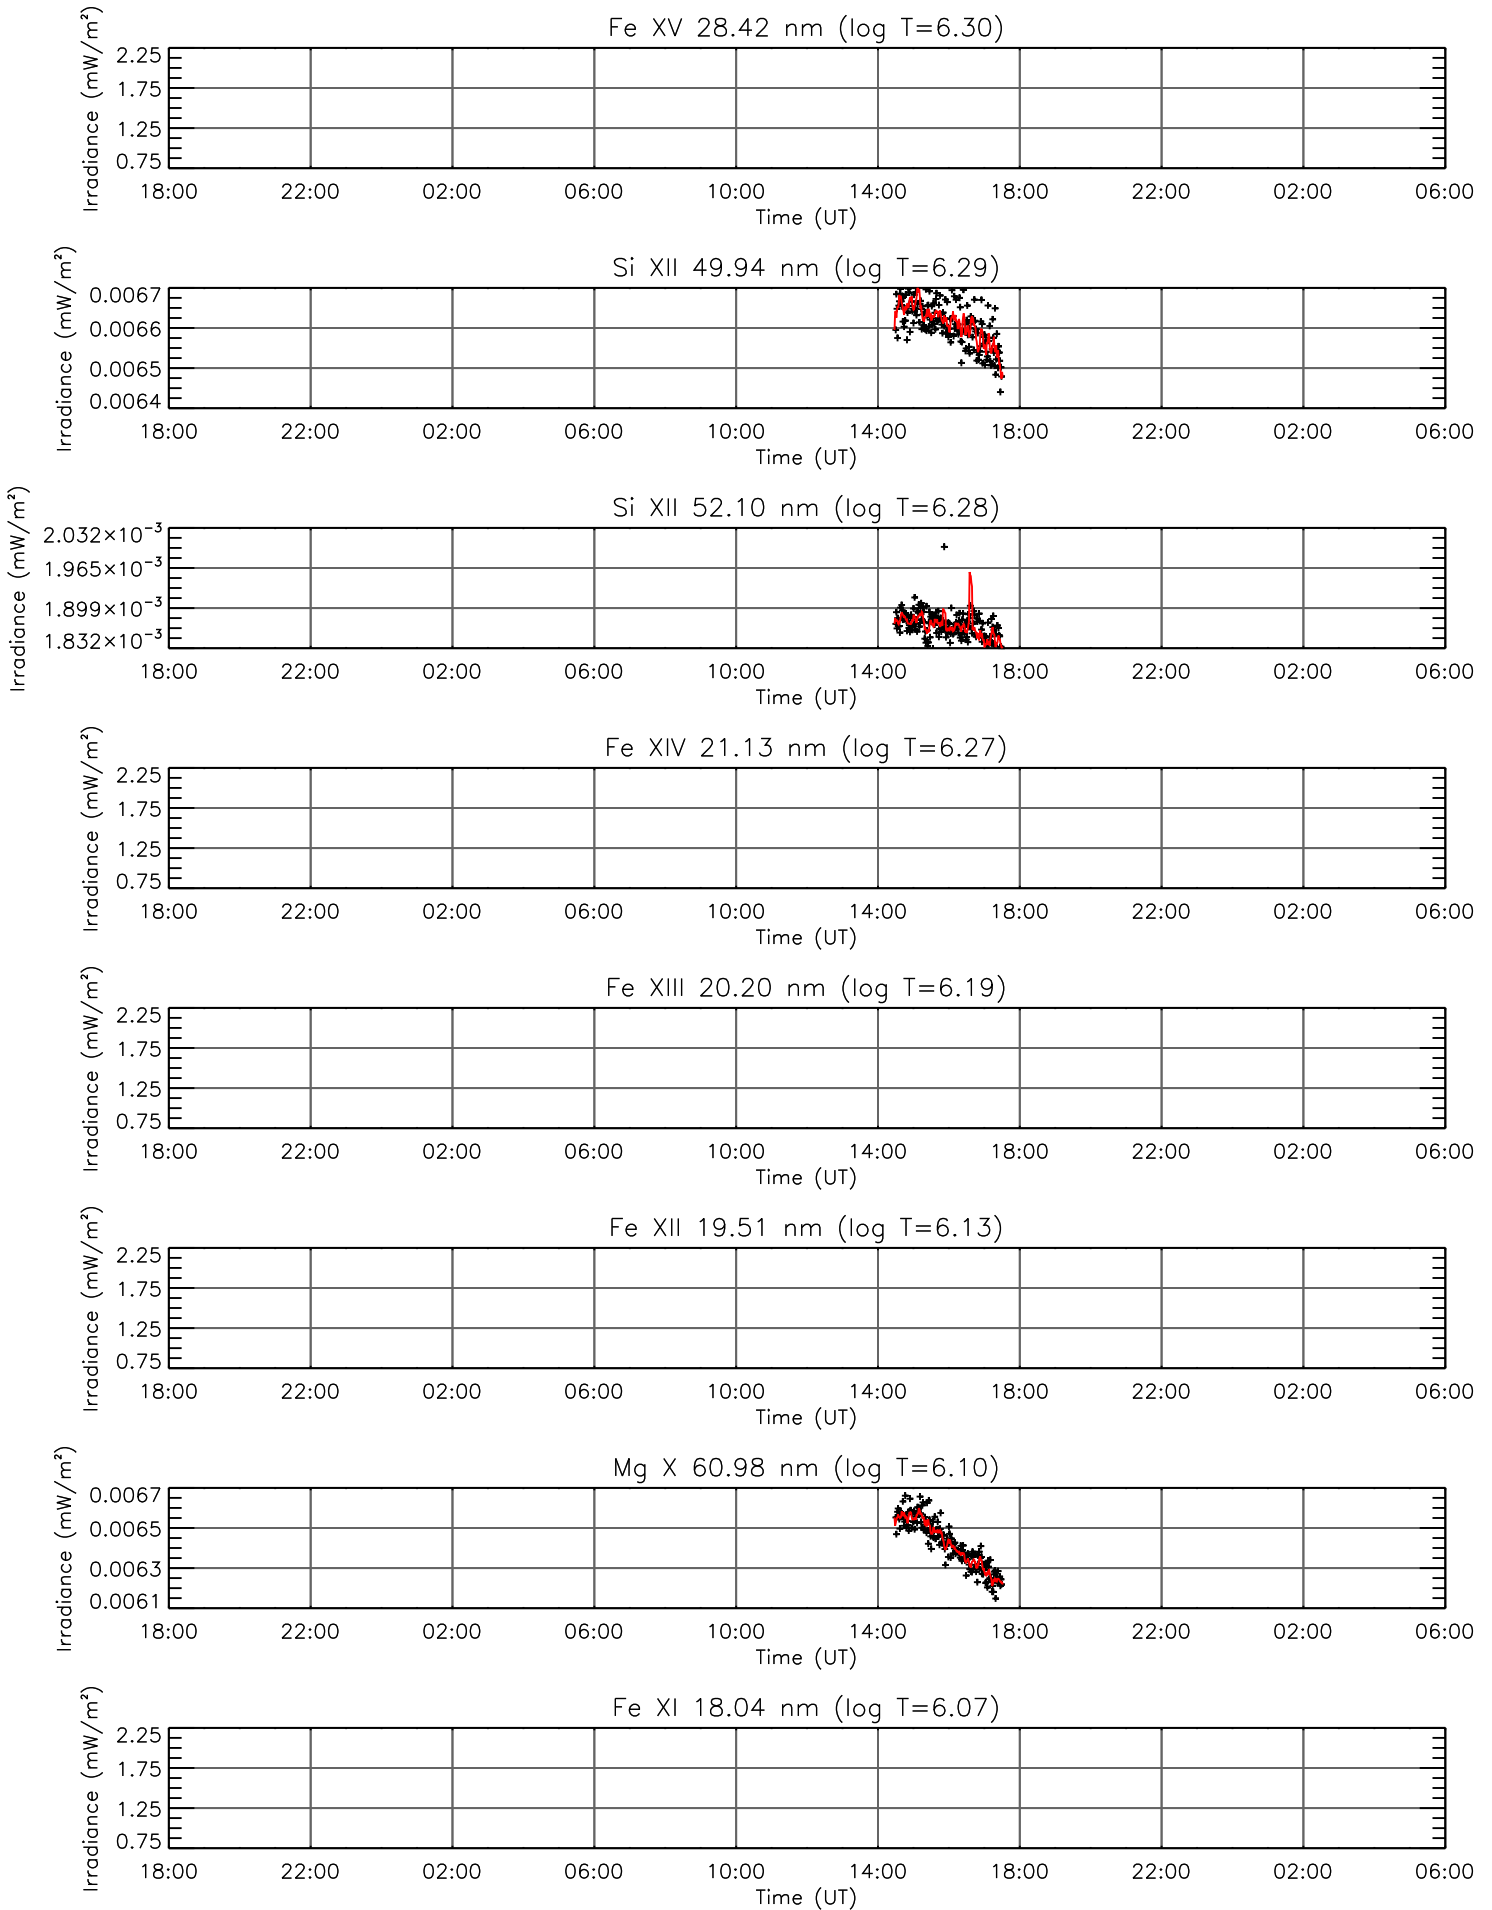 Fe XV 28.42 nm (log T=6.30)
Irradiance (mW/m²)
2.25
1.75
1.25
0.75
18:00 22:00 02:00 06:00 10:00 14:00 18:00 22:00 02:00 06:00
Time (UT)
Si XII 49.94 nm (log T=6.29)
Irradiance (mW/m²)
0.0067
0.0066
0.0065
0.0064
18:00 22:00 02:00 06:00 10:00 14:00 18:00 22:00 02:00 06:00
Time (UT)
Si XII 52.10 nm (log T=6.28)
Irradiance (mW/m²)
2.032×10⁻³
1.965×10⁻³
1.899×10⁻³
1.832×10⁻³
18:00 22:00 02:00 06:00 10:00 14:00 18:00 22:00 02:00 06:00
Time (UT)
Fe XIV 21.13 nm (log T=6.27)
Irradiance (mW/m²)
2.25
1.75
1.25
0.75
18:00 22:00 02:00 06:00 10:00 14:00 18:00 22:00 02:00 06:00
Time (UT)
Fe XIII 20.20 nm (log T=6.19)
Irradiance (mW/m²)
2.25
1.75
1.25
0.75
18:00 22:00 02:00 06:00 10:00 14:00 18:00 22:00 02:00 06:00
Time (UT)
Fe XII 19.51 nm (log T=6.13)
Irradiance (mW/m²)
2.25
1.75
1.25
0.75
18:00 22:00 02:00 06:00 10:00 14:00 18:00 22:00 02:00 06:00
Time (UT)
Mg X 60.98 nm (log T=6.10)
Irradiance (mW/m²)
0.0067
0.0065
0.0063
0.0061
18:00 22:00 02:00 06:00 10:00 14:00 18:00 22:00 02:00 06:00
Time (UT)
Fe XI 18.04 nm (log T=6.07)
Irradiance (mW/m²)
2.25
1.75
1.25
0.75
18:00 22:00 02:00 06:00 10:00 14:00 18:00 22:00 02:00 06:00
Time (UT)